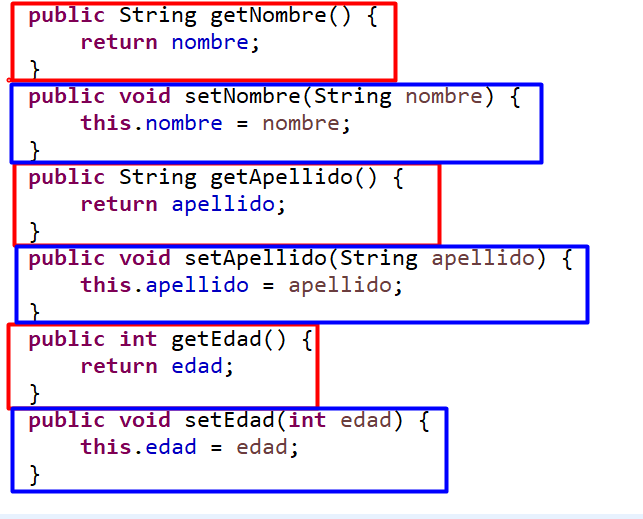 public String getNombre() {
    return nombre;
}
public void setNombre(String nombre) {
    this.nombre = nombre;
}
public String getApellido() {
    return apellido;
}
public void setApellido(String apellido) {
    this.apellido = apellido;
}
public int getEdad() {
    return edad;
}
public void setEdad(int edad) {
    this.edad = edad;
}